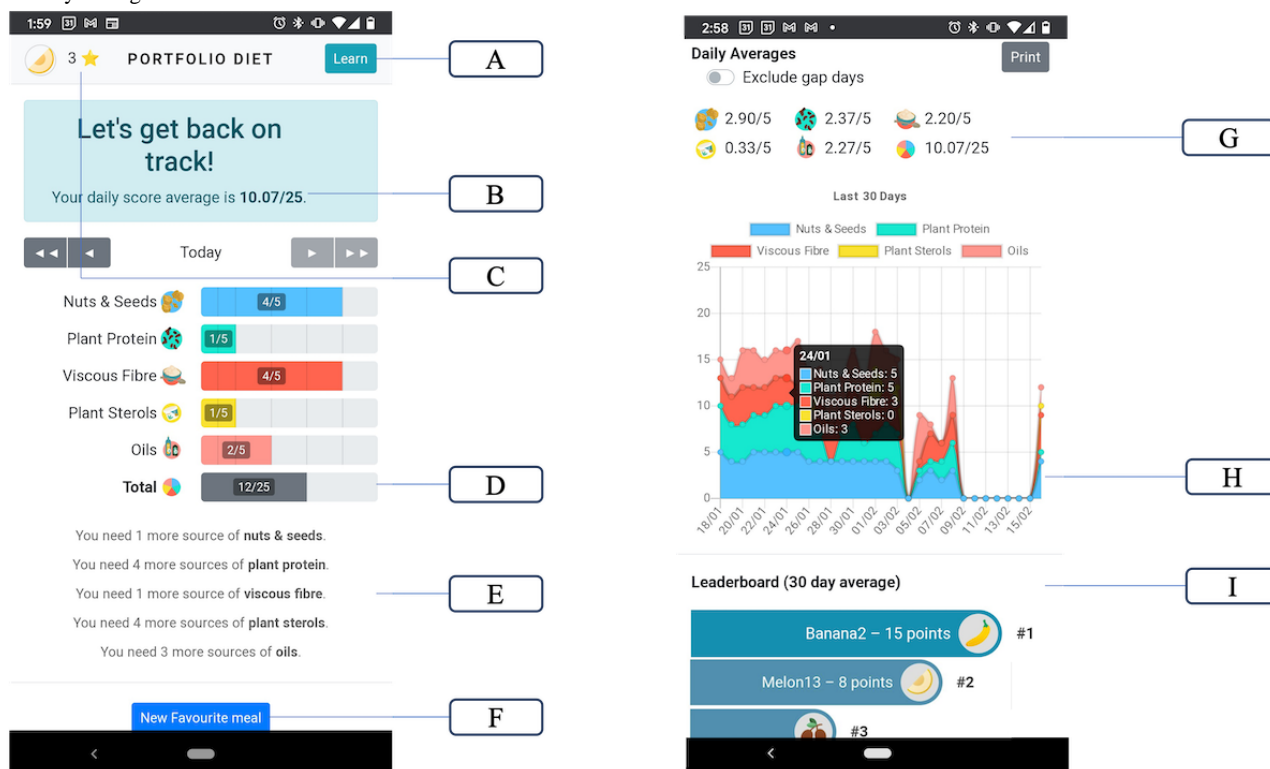 1:59
3 PORTFOLIO DIET Learn
A
Let's get back on
track!
Your daily score average is 10.07/25.
B
Today
C
Nuts & Seeds 4/5
Plant Protein 1/5
Viscous Fibre 4/5
Plant Sterols 1/5
Oils 2/5
Total 12/25
D
You need 1 more source of nuts & seeds.
You need 4 more sources of plant protein.
You need 1 more source of viscous fibre.
E
You need 4 more sources of plant sterols.
You need 3 more sources of oils.
New Favourite meal
F
2:58 31 31
Daily Averages Print
Exclude gap days
2.90/5 2.37/5 2.20/5
0.33/5 2.27/5 10.07/25
G
Last 30 Days
Nuts & Seeds Plant Protein
Viscous Fibre Plant Sterols Oils
25
20
15
10
5
0
24/01
Nuts & Seeds: 5
Plant Protein: 5
Viscous Fibre: 3
Plant Sterols: 0
Oils: 3
H
18/01 20/01 22/01 24/01 26/01 28/01 30/01 01/02 03/02 05/02 07/02 09/02 11/02 13/02 15/02
Leaderboard (30 day average)
I
Banana2 – 15 points #1
Melon13 – 8 points #2
#3